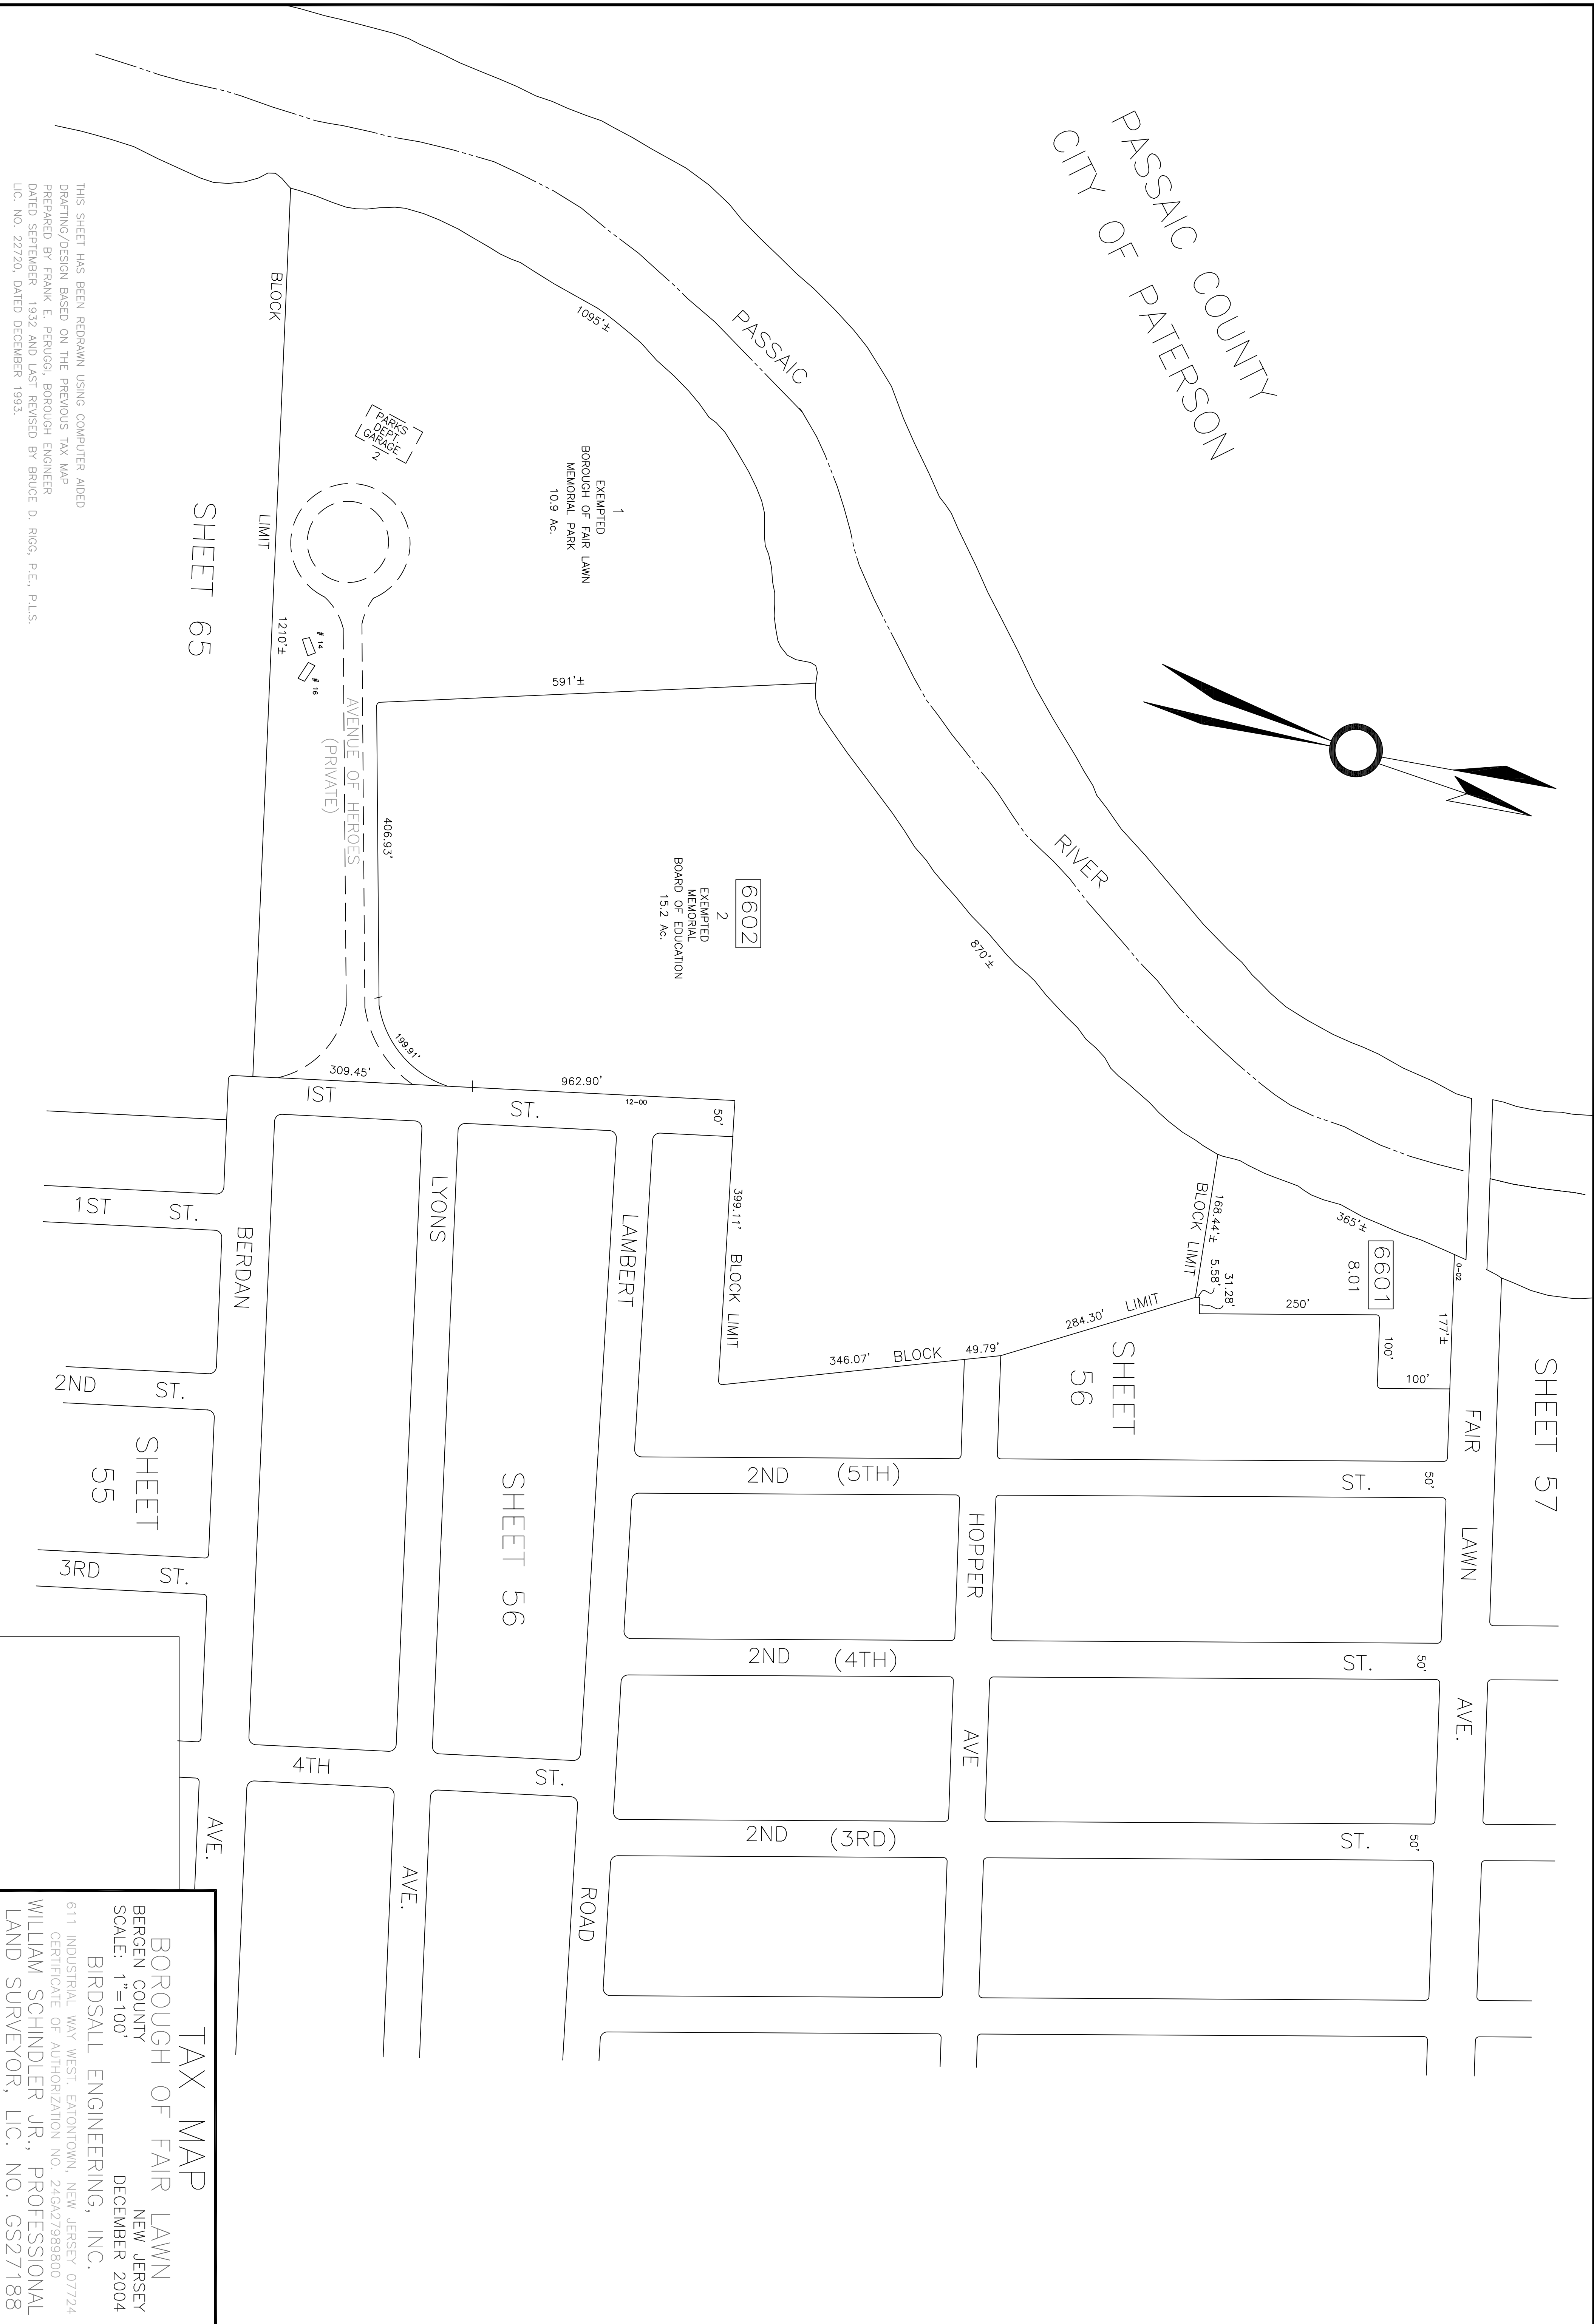 PASSAIC COUNTY
CITY OF PATERSON
PASSAIC
RIVER
SHEET 57
0-02
177'±
FAIR
LAWN
AVE.
365'±
6601
8.01
100'
100'
250'
168.44'±
BLOCK LIMIT
31.28'
5.58'
284.30'
LIMIT
SHEET
56
49.79'
BLOCK
346.07'
870'±
1095'±
1
EXEMPTED
BOROUGH OF FAIR LAWN
MEMORIAL PARK
10.9 Ac.
591'±
6602
2
EXEMPTED
MEMORIAL
BOARD OF EDUCATION
15.2 Ac.
399.11'
BLOCK LIMIT
50'
12-00
962.90'
309.45'
199.91'
406.93'
PARKS
DEPT.
GARAGE
2
# 14
# 16
AVENUE OF HEROES
(PRIVATE)
BLOCK
LIMIT
1210'±
SHEET 65
1ST
ST.
2ND
(5TH)
ST.
50'
2ND
(4TH)
ST.
50'
2ND
(3RD)
ST.
50'
HOPPER
AVE
LAMBERT
ROAD
LYONS
AVE.
BERDAN
AVE.
SHEET 56
4TH
ST.
1ST
ST.
2ND
ST.
3RD
ST.
SHEET
55
THIS SHEET HAS BEEN REDRAWN USING COMPUTER AIDED
DRAFTING/DESIGN BASED ON THE PREVIOUS TAX MAP
PREPARED BY FRANK E. PERUGGI, BOROUGH ENGINEER
DATED SEPTEMBER 1932 AND LAST REVISED BY BRUCE D. RIGG, P.E., P.L.S.
LIC. NO. 22720, DATED DECEMBER 1993.
TAX MAP
BOROUGH OF FAIR LAWN
BERGEN COUNTY NEW JERSEY
SCALE: 1"=100' DECEMBER 2004
BIRDSALL ENGINEERING, INC.
611 INDUSTRIAL WAY WEST. EATONTOWN, NEW JERSEY 07724
CERTIFICATE OF AUTHORIZATION NO. 24GA27989800
WILLIAM SCHINDLER JR., PROFESSIONAL
LAND SURVEYOR, LIC. NO. GS27188